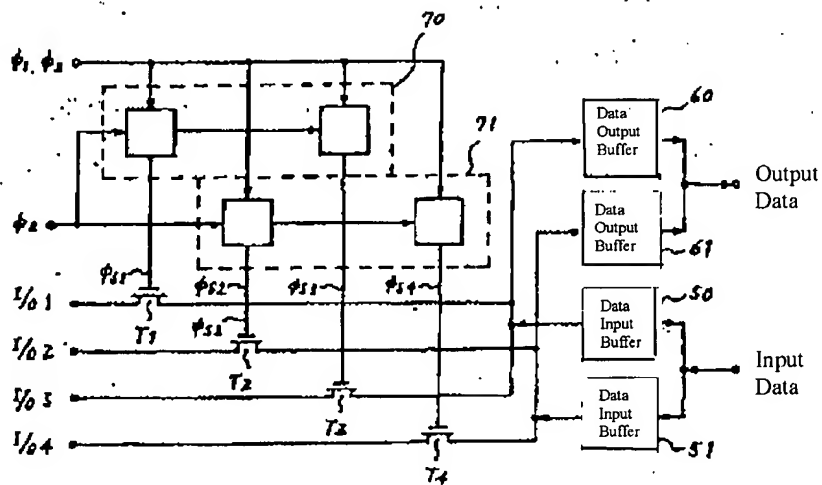 70
φ1, φ2
60
Data
Output
Buffer
71
Output
Data
Data
Output
Buffer
61
φ2
φS1
φS2
φS3
φS4
50
I/O 1
T1
φS2
Data
Input
Buffer
I/O 2
T2
Input
Data
I/O 3
T3
Data
Input
Buffer
I/O 4
T4
51